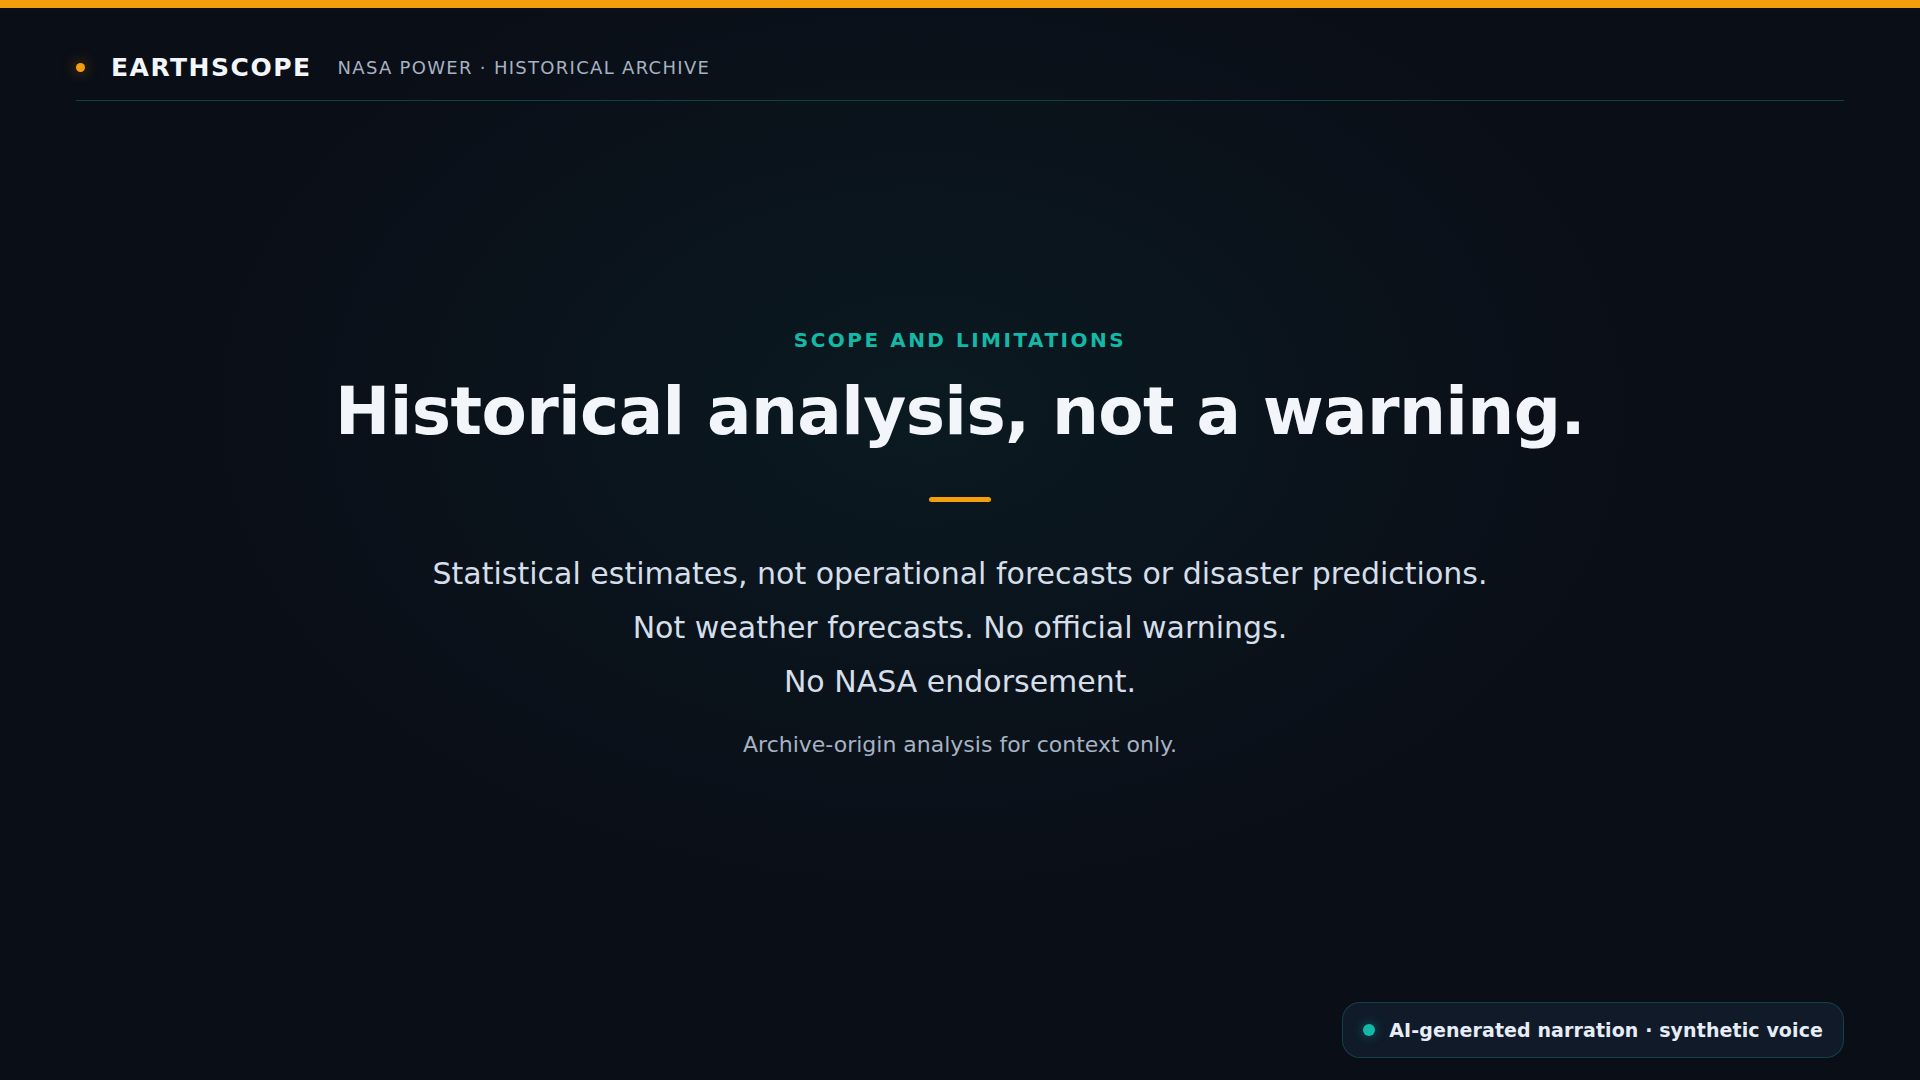 EARTHSCOPE NASA POWER · HISTORICAL ARCHIVE
SCOPE AND LIMITATIONS
Historical analysis, not a warning.
Statistical estimates, not operational forecasts or disaster predictions.
Not weather forecasts. No official warnings.
No NASA endorsement.
Archive-origin analysis for context only.
AI-generated narration · synthetic voice